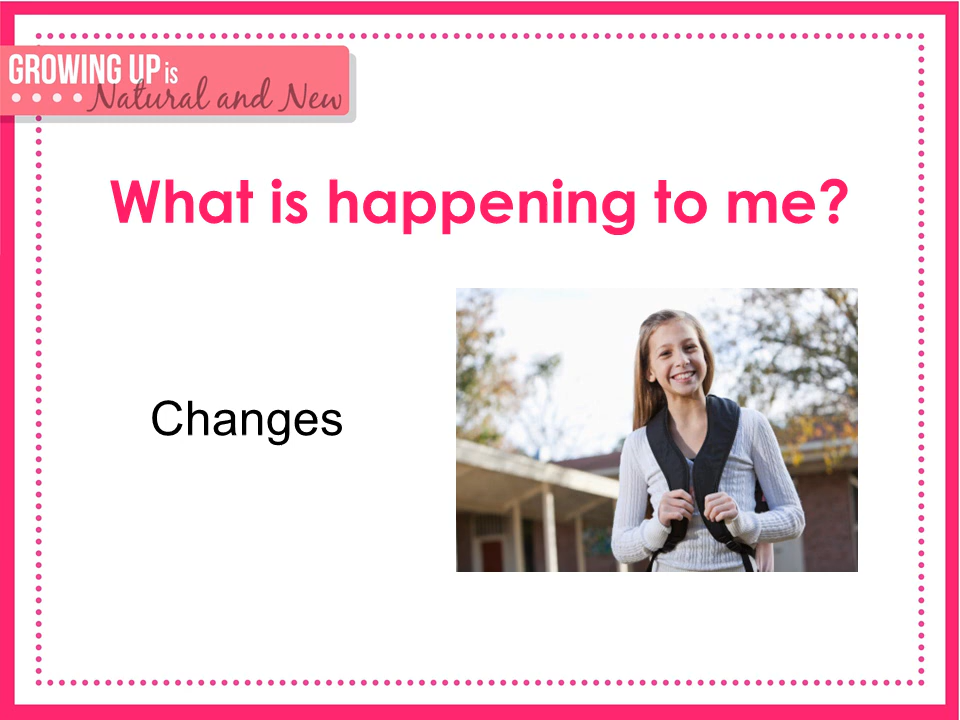 GROWING UP is
Natural and New
What is happening to me?
Changes